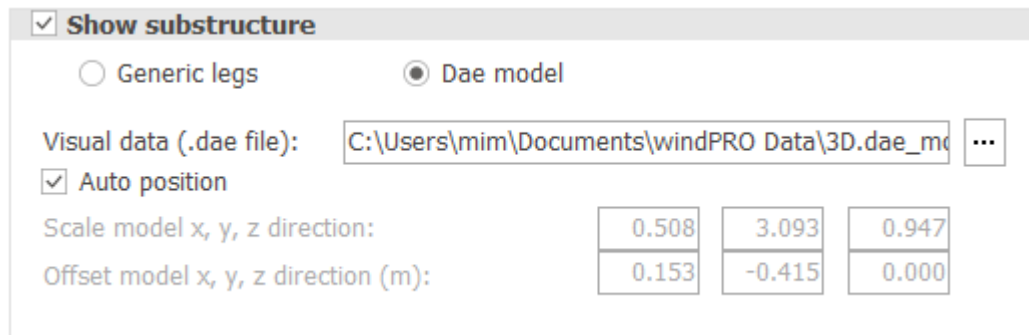 Show substructure
Generic legs Dae model
Visual data (.dae file): C:\Users\mim\Documents\windPRO Data\3D.dae_mo ...
Auto position
Scale model x, y, z direction: 0.508 3.093 0.947
Offset model x, y, z direction (m): 0.153 -0.415 0.000